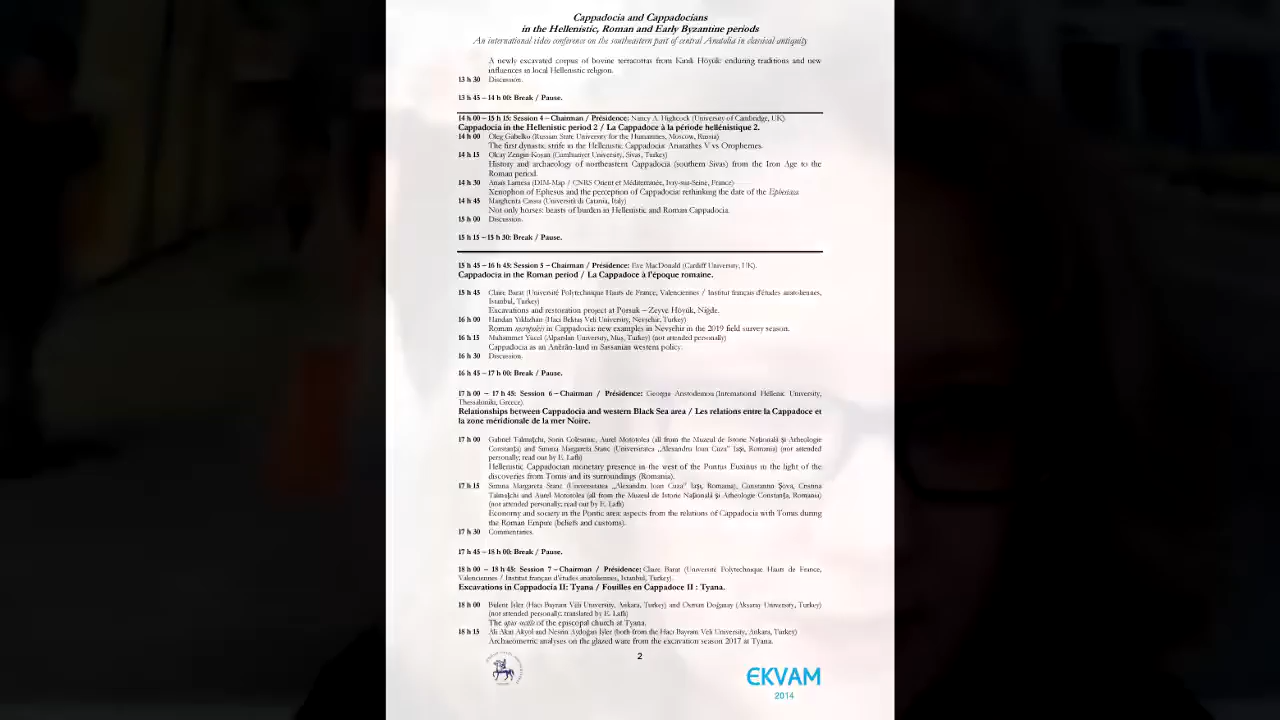 Cappadocia and Cappadocians
in the Hellenistic, Roman and Early Byzantine periods
An international video conference on the southeastern part of central Anatolia in classical antiquity
A newly excavated corpus of bovine terracottas from Kınık Höyük: enduring traditions and new
influences in local Hellenistic religion.
13 h 30 Discussion.
13 h 45 – 14 h 00: Break / Pause.
14 h 00 – 15 h 15: Session 4 – Chairman / Présidence: Nancy A. Highcock (University of Cambridge, UK)
Cappadocia in the Hellenistic period 2 / La Cappadoce à la période hellénistique 2.
14 h 00 Oleg Gabelko (Russian State University for the Humanities, Moscow, Russia)
The first dynastic strife in the Hellenistic Cappadocia: Ariarathes V vs Orophernes.
14 h 15 Olcay Zengin Koşan (Cumhuriyet University, Sivas, Turkey)
History and archaeology of northeastern Cappadocia (southern Sivas) from the Iron Age to the
Roman period.
14 h 30 Anaïs Lamesa (DIM-Map / CNRS Orient et Méditerranée, Ivry-sur-Seine, France)
Xenophon of Ephesus and the perception of Cappadocia: rethinking the date of the Ephesiaca
14 h 45 Margherita Cassia (Università di Catania, Italy)
Not only horses: beasts of burden in Hellenistic and Roman Cappadocia.
15 h 00 Discussion.
15 h 15 – 15 h 30: Break / Pause.
15 h 45 – 16 h 45: Session 5 – Chairman / Présidence: Eve MacDonald (Cardiff University, UK).
Cappadocia in the Roman period / La Cappadoce à l'époque romaine.
15 h 45 Claire Barat (Université Polytechnique Hauts de France, Valenciennes / Institut français d'études anatoliennes,
Istanbul, Turkey)
Excavations and restoration project at Porsuk – Zeyve Höyük, Niğde.
16 h 00 Handan Yıldızhan (Hacı Bektaş Veli University, Nevşehir, Turkey)
Roman necropoleis in Cappadocia: new examples in Nevşehir in the 2019 field survey season.
16 h 15 Muhammet Yücel (Alparslan University, Muş, Turkey) (not attended personally)
Cappadocia as an Anērān-land in Sassanian western policy.
16 h 30 Discussion.
16 h 45 – 17 h 00: Break / Pause.
17 h 00 – 17 h 45: Session 6 – Chairman / Présidence: Georgia Aristodemou (International Hellenic University,
Thessaloniki, Greece).
Relationships between Cappadocia and western Black Sea area / Les relations entre la Cappadoce et
la zone méridionale de la mer Noire.
17 h 00 Gabriel Talmaţchi, Sorin Colesniuc, Aurel Mototolea (all from the Muzeul de Istorie Naţională şi Arheologie
Constanţa) and Simina Margareta Stanc (Universitatea „Alexandru Ioan Cuza" Iaşi, Romania) (not attended
personally; read out by E. Lafli)
Hellenistic Cappadocian monetary presence in the west of the Pontus Euxinus in the light of the
discoveries from Tomis and its surroundings (Romania).
17 h 15 Simina Margareta Stanc (Universitatea „Alexandru Ioan Cuza" Iaşi, Romania), Constantin Şova, Cristina
Talmaţchi and Aurel Mototolea (all from the Muzeul de Istorie Naţională şi Arheologie Constanţa, Romania)
(not attended personally; read out by E. Lafli)
Economy and society in the Pontic area: aspects from the relations of Cappadocia with Tomis during
the Roman Empire (beliefs and customs).
17 h 30 Commentaries.
17 h 45 – 18 h 00: Break / Pause.
18 h 00 – 18 h 45: Session 7 – Chairman / Présidence: Claire Barat (Université Polytechnique Hauts de France,
Valenciennes / Institut français d'études anatoliennes, Istanbul, Turkey).
Excavations in Cappadocia II: Tyana / Fouilles en Cappadoce II : Tyana.
18 h 00 Bülent İşler (Hacı Bayram Veli University, Ankara, Turkey) and Osman Doğanay (Aksaray University, Turkey)
(not attended personally; translated by E. Lafli)
The opus sectile of the episcopal church at Tyana.
18 h 15 Ali Akın Akyol and Nesrin Aydoğan İşler (both from the Hacı Bayram Veli University, Ankara, Turkey)
Archaeometric analyses on the glazed ware from the excavation season 2017 at Tyana.
2
EKVAM
2014